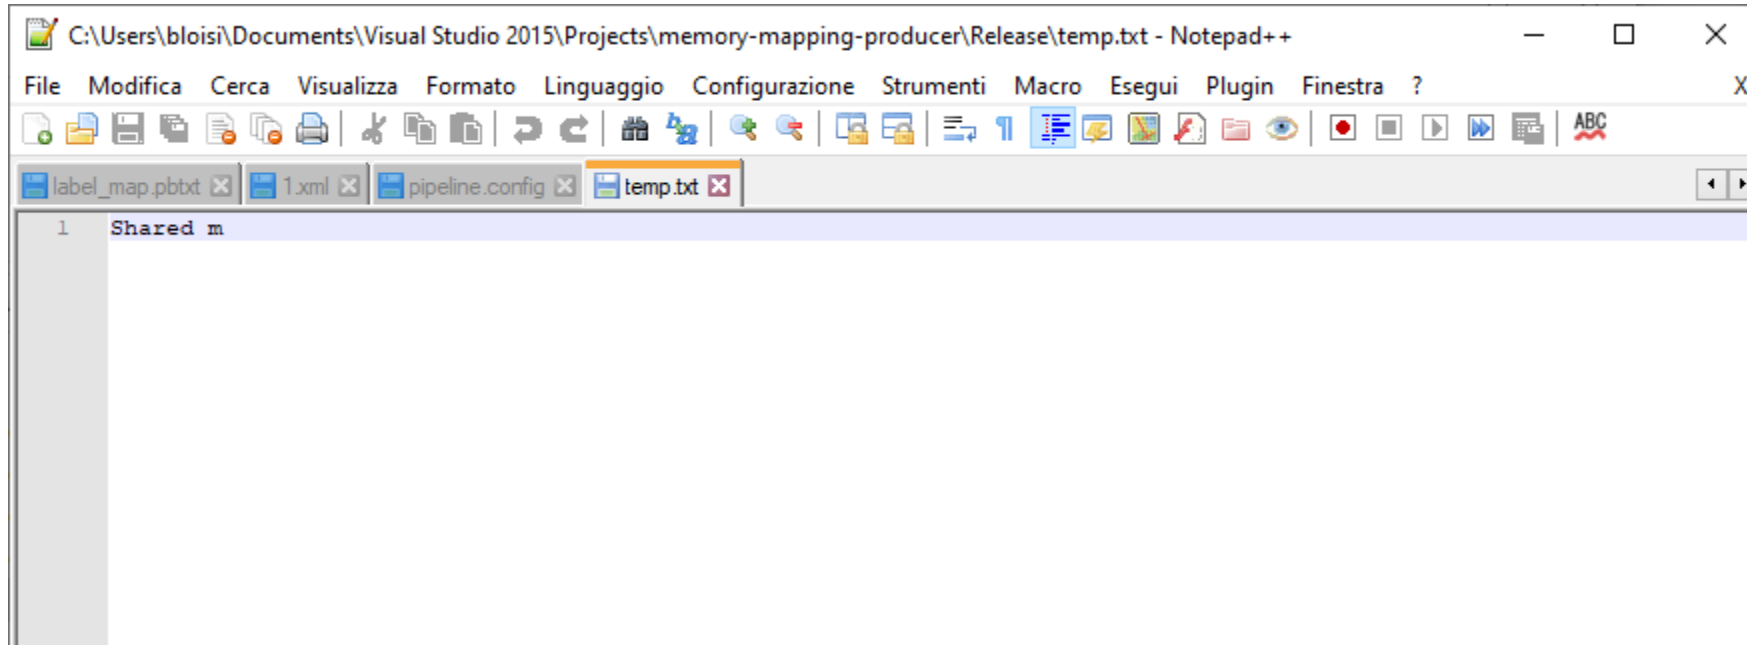 C:\Users\bloisi\Documents\Visual Studio 2015\Projects\memory-mapping-producer\Release\temp.txt - Notepad++
File Modifica Cerca Visualizza Formato Linguaggio Configurazione Strumenti Macro Esegui Plugin Finestra ? X
ABC
label_map.pbtxt 1.xml pipeline.config temp.txt
1 Shared m